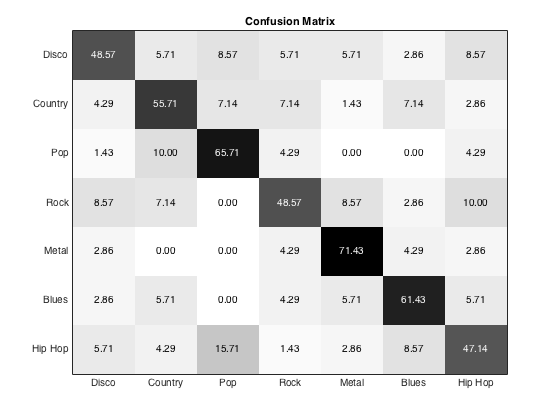 Confusion Matrix
Disco 48.57 5.71 8.57 5.71 5.71 2.86 8.57
Country 4.29 55.71 7.14 7.14 1.43 7.14 2.86
Pop 1.43 10.00 65.71 4.29 0.00 0.00 4.29
Rock 8.57 7.14 0.00 48.57 8.57 2.86 10.00
Metal 2.86 0.00 0.00 4.29 71.43 4.29 2.86
Blues 2.86 5.71 0.00 4.29 5.71 61.43 5.71
Hip Hop 5.71 4.29 15.71 1.43 2.86 8.57 47.14
Disco Country Pop Rock Metal Blues Hip Hop